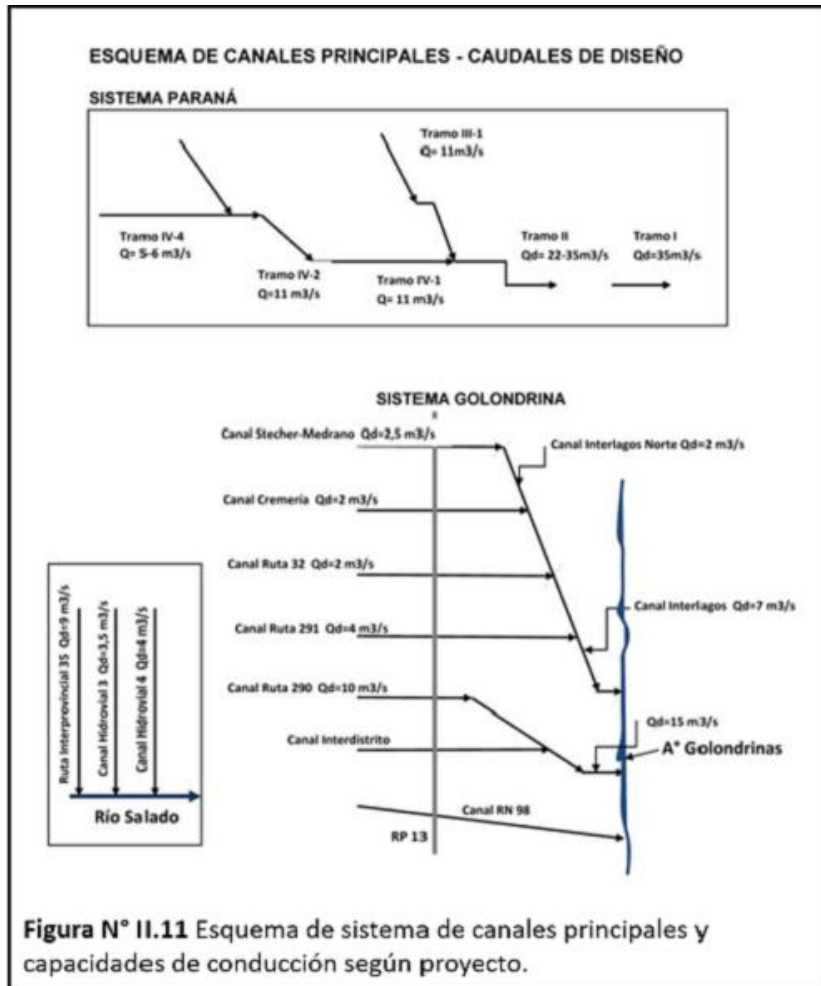 ESQUEMA DE CANALES PRINCIPALES - CAUDALES DE DISEÑO
SISTEMA PARANÁ
Tramo III-1
Q= 11m3/s
Tramo IV-4
Q= 5-6 m3/s
Tramo IV-2
Q=11 m3/s
Tramo IV-1
Q= 11 m3/s
Tramo II
Qd= 22-35m3/s
Tramo I
Qd=35m3/s
SISTEMA GOLONDRINA
Canal Stecher-Medrano Qd=2,5 m3/s
Canal Interlagos Norte Qd=2 m3/s
Canal Cremería Qd=2 m3/s
Canal Ruta 32 Qd=2 m3/s
Canal Interlagos Qd=7 m3/s
Canal Ruta 291 Qd=4 m3/s
Canal Ruta 290 Qd=10 m3/s
Qd=15 m3/s
Canal Interdistrito
A° Golondrinas
Canal RN 98
RP 13
Ruta Interprovincial 35 Qd=9 m3/s
Canal Hidrovial 3 Qd=3,5 m3/s
Canal Hidrovial 4 Qd=4 m3/s
Río Salado
Figura N° II.11 Esquema de sistema de canales principales y
capacidades de conducción según proyecto.